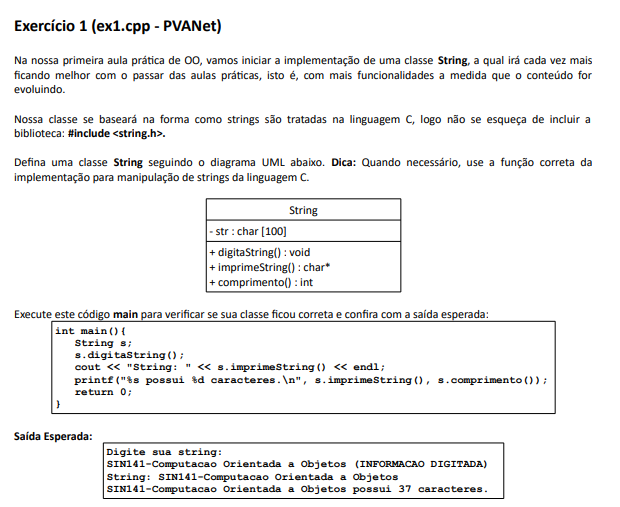 Exercício 1 (ex1.cpp - PVANet)
Na nossa primeira aula prática de OO, vamos iniciar a implementação de uma classe String, a qual irá cada vez mais
ficando melhor com o passar das aulas práticas, isto é, com mais funcionalidades a medida que o conteúdo for
evoluindo.
Nossa classe se baseará na forma como strings são tratadas na linguagem C, logo não se esqueça de incluir a
biblioteca: #include <string.h>.
Defina uma classe String seguindo o diagrama UML abaixo. Dica: Quando necessário, use a função correta da
implementação para manipulação de strings da linguagem C.
String
- str : char [100]
+ digitaString() : void
+ imprimeString() : char*
+ comprimento() : int
Execute este código main para verificar se sua classe ficou correta e confira com a saída esperada:
int main(){
String s;
s.digitaString();
cout << "String: " << s.imprimeString() << endl;
printf("%s possui %d caracteres.\n", s.imprimeString(), s.comprimento());
return 0;
}
Saída Esperada:
Digite sua string:
SIN141-Computacao Orientada a Objetos (INFORMACAO DIGITADA)
String: SIN141-Computacao Orientada a Objetos
SIN141-Computacao Orientada a Objetos possui 37 caracteres.